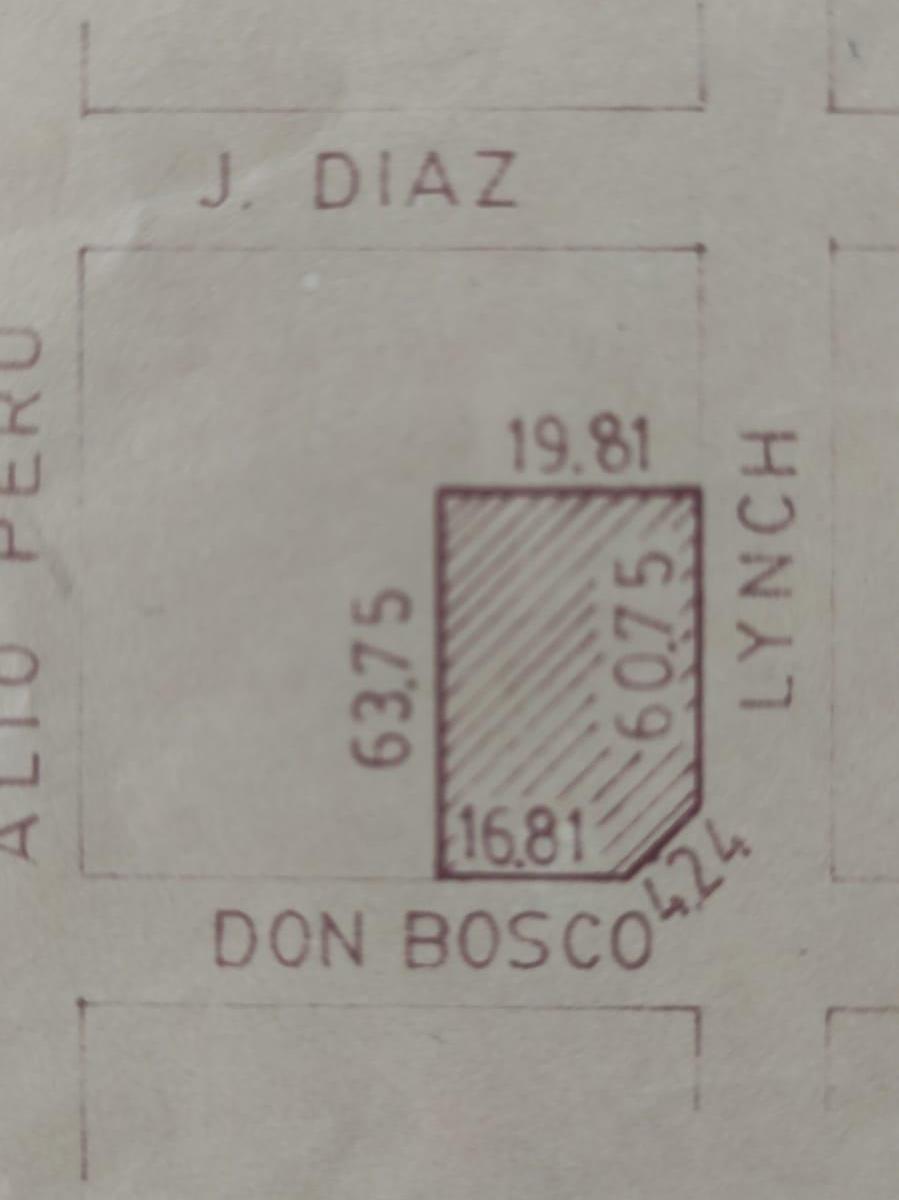 J. DIAZ
ALTO PERU
19.81
LYNCH
63.75
60.75
16.81
4.24
DON BOSCO